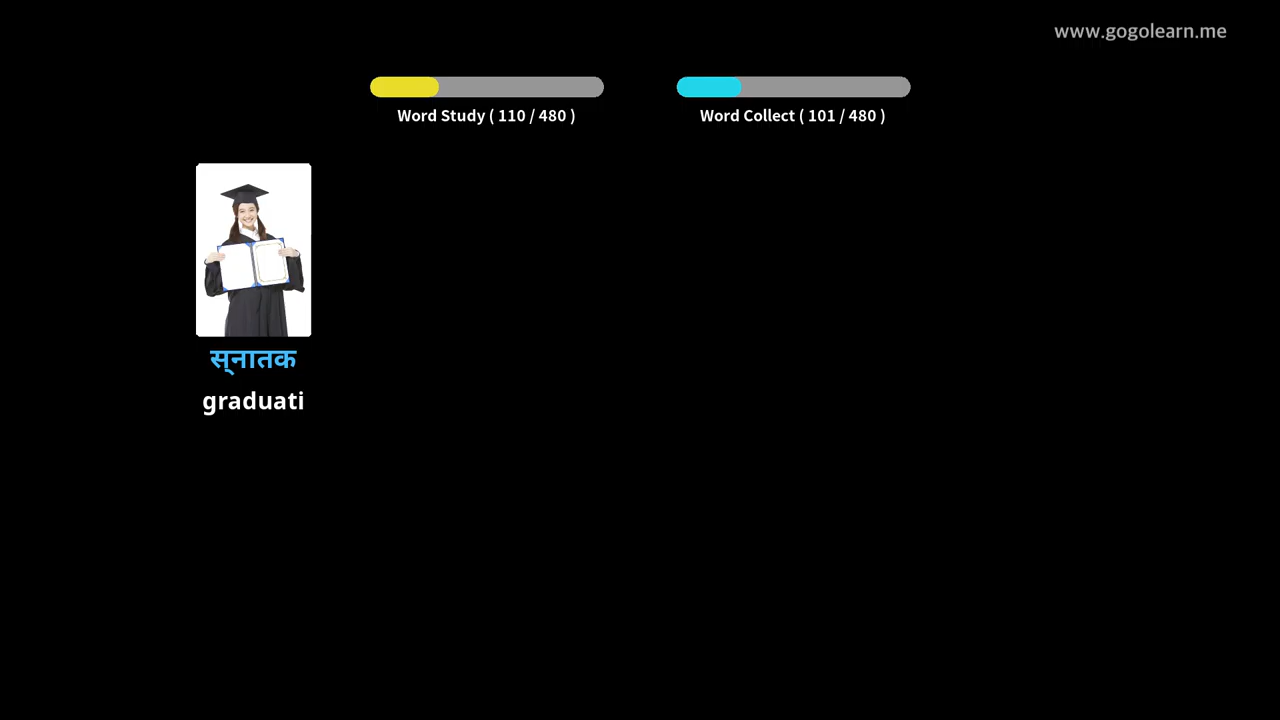 www.gogolearn.me
Word Study ( 110 / 480 )
Word Collect ( 101 / 480 )
स्‌नातक
graduati